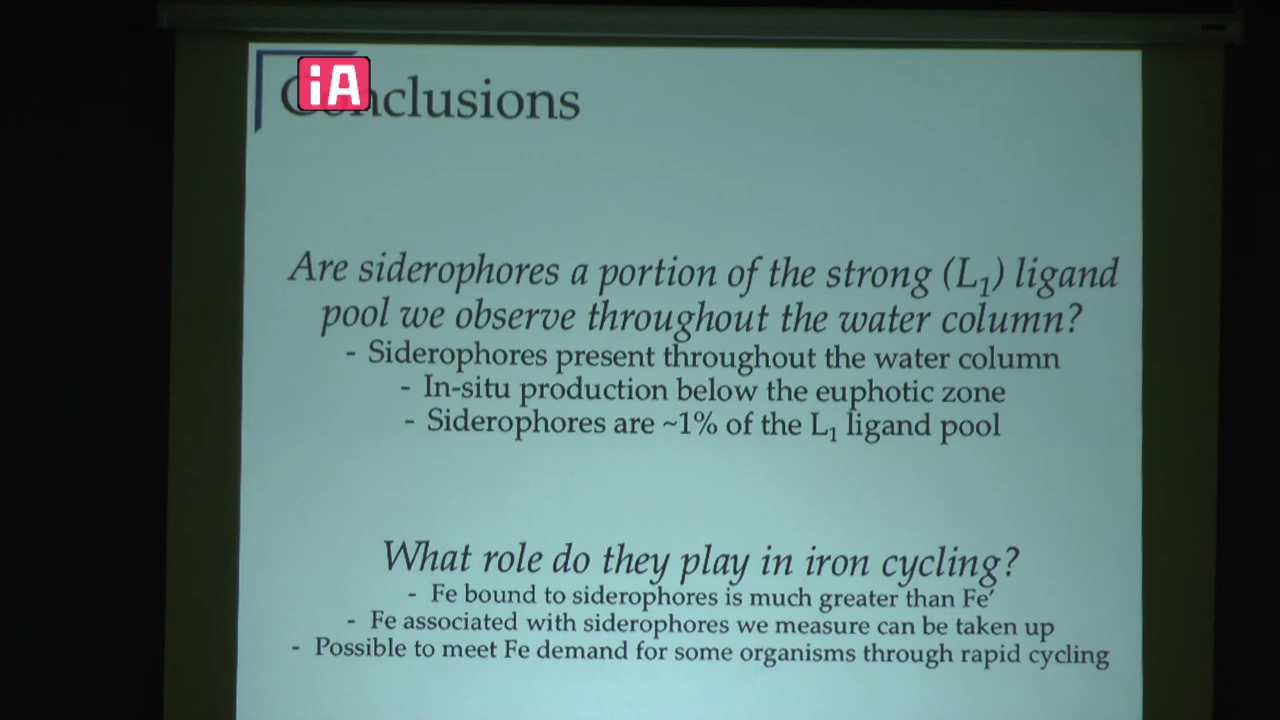 iA
Conclusions
Are siderophores a portion of the strong (L₁) ligand
pool we observe throughout the water column?
- Siderophores present throughout the water column
- In-situ production below the euphotic zone
- Siderophores are ~1% of the L₁ ligand pool
What role do they play in iron cycling?
- Fe bound to siderophores is much greater than Fe′
- Fe associated with siderophores we measure can be taken up
- Possible to meet Fe demand for some organisms through rapid cycling